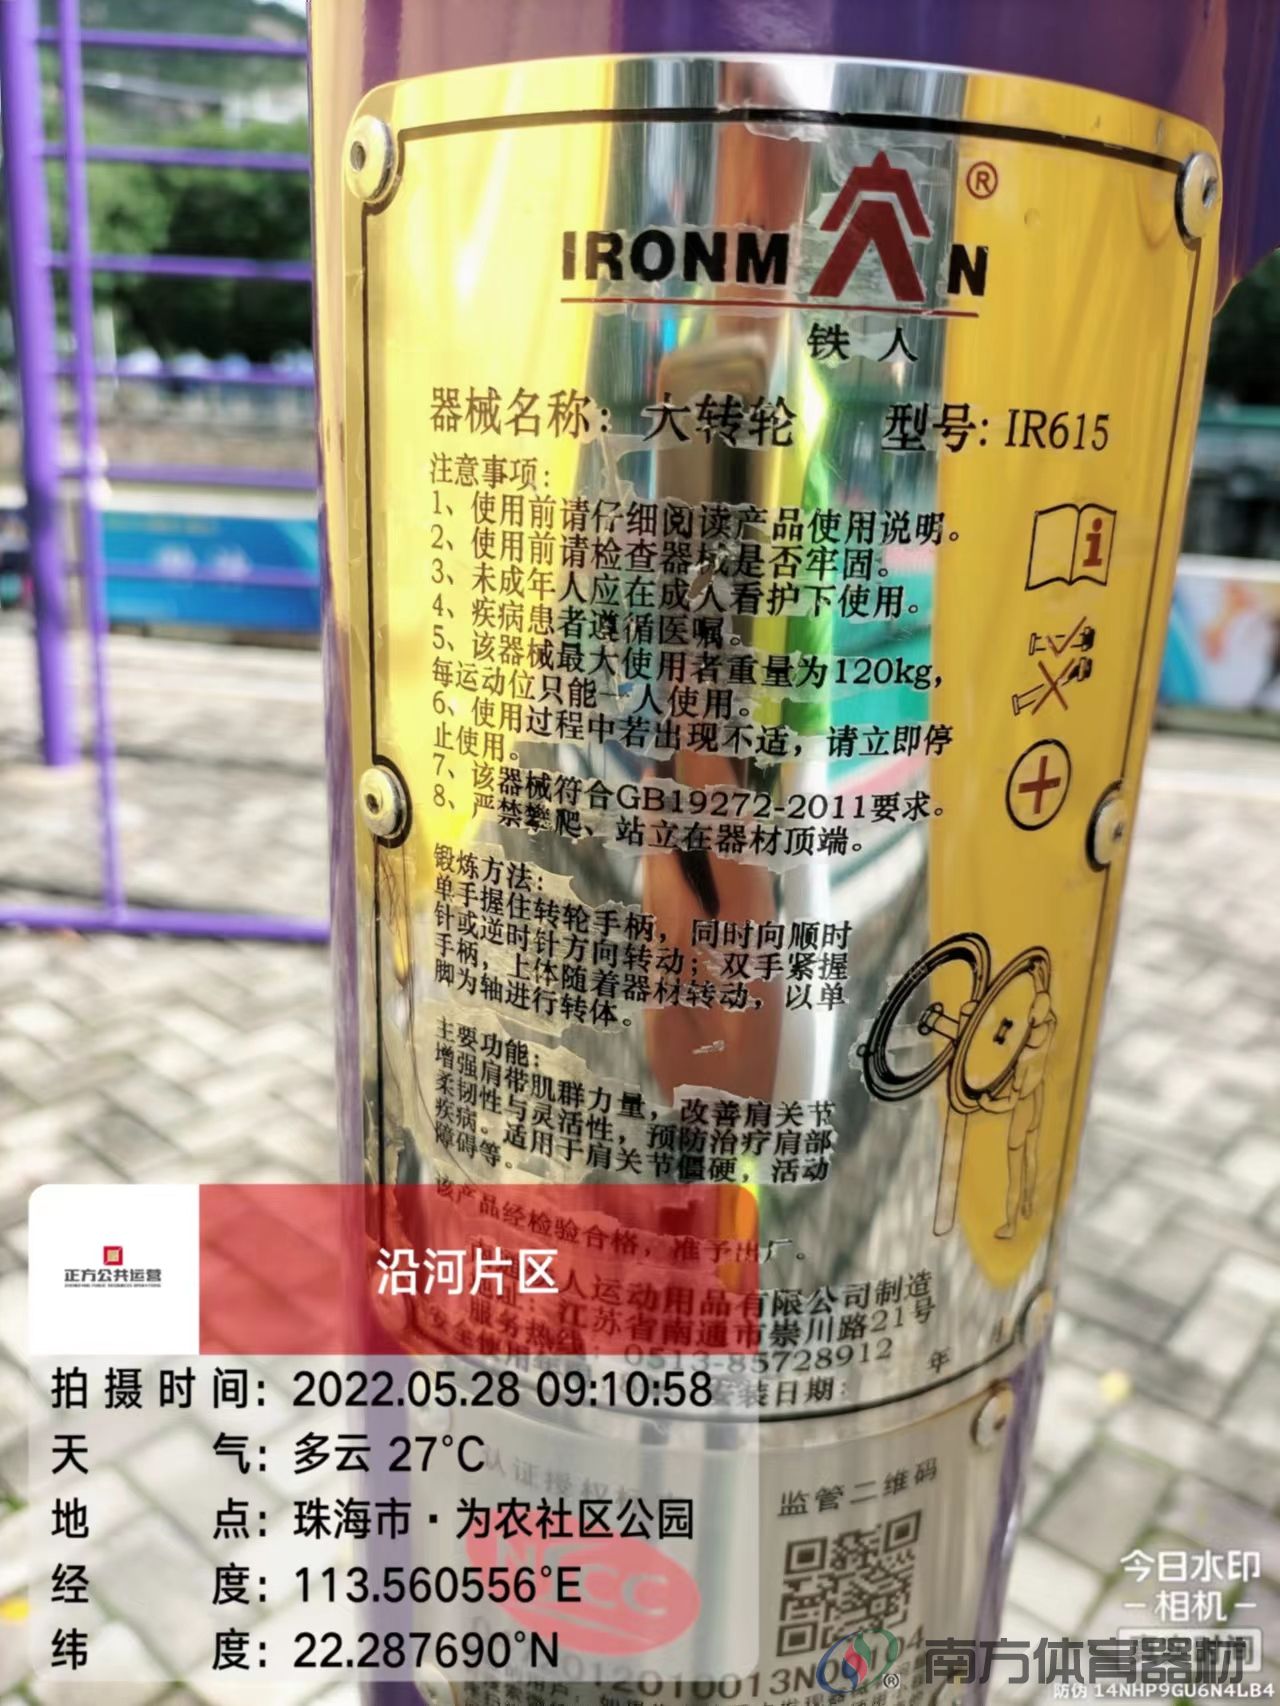 IRONMAN®
铁人
器械名称：大转轮 型号：IR615
注意事项：
1、使用前请仔细阅读产品使用说明。
2、使用前请检查器械是否牢固。
3、未成年人应在成人看护下使用。
4、疾病患者遵循医嘱。
5、该器械最大使用者重量为120kg，
每运动位只能一人使用。
6、使用过程中若出现不适，请立即停
止使用。
7、该器械符合GB19272-2011要求。
8、严禁攀爬、站立在器材顶端。
锻炼方法：
单手握住转轮手柄，同时向顺时
针或逆时针方向转动；双手紧握
手柄，上体随着器材转动，以单
脚为轴进行转体。
主要功能：
增强肩带肌群力量，改善肩关节
柔韧性与灵活性，预防治疗肩部
疾病。适用于肩关节僵硬，活动
障碍等。
该产品经检验合格，准予出厂。
人运动用品有限公司制造
江苏省南通市崇川路21号
服务热线：0513-85728912
安全使用年 年
安装日期：
认证授权
监管二维码
NSCC
012010013N0
正方公共运营
沿河片区
拍摄时间：2022.05.28 09:10:58
天气：多云 27°C
地点：珠海市·为农社区公园
经度：113.560556°E
纬度：22.287690°N
今日水印
-相机-
南方体育器材
®
防伪 14NHP9GU6N4LB4